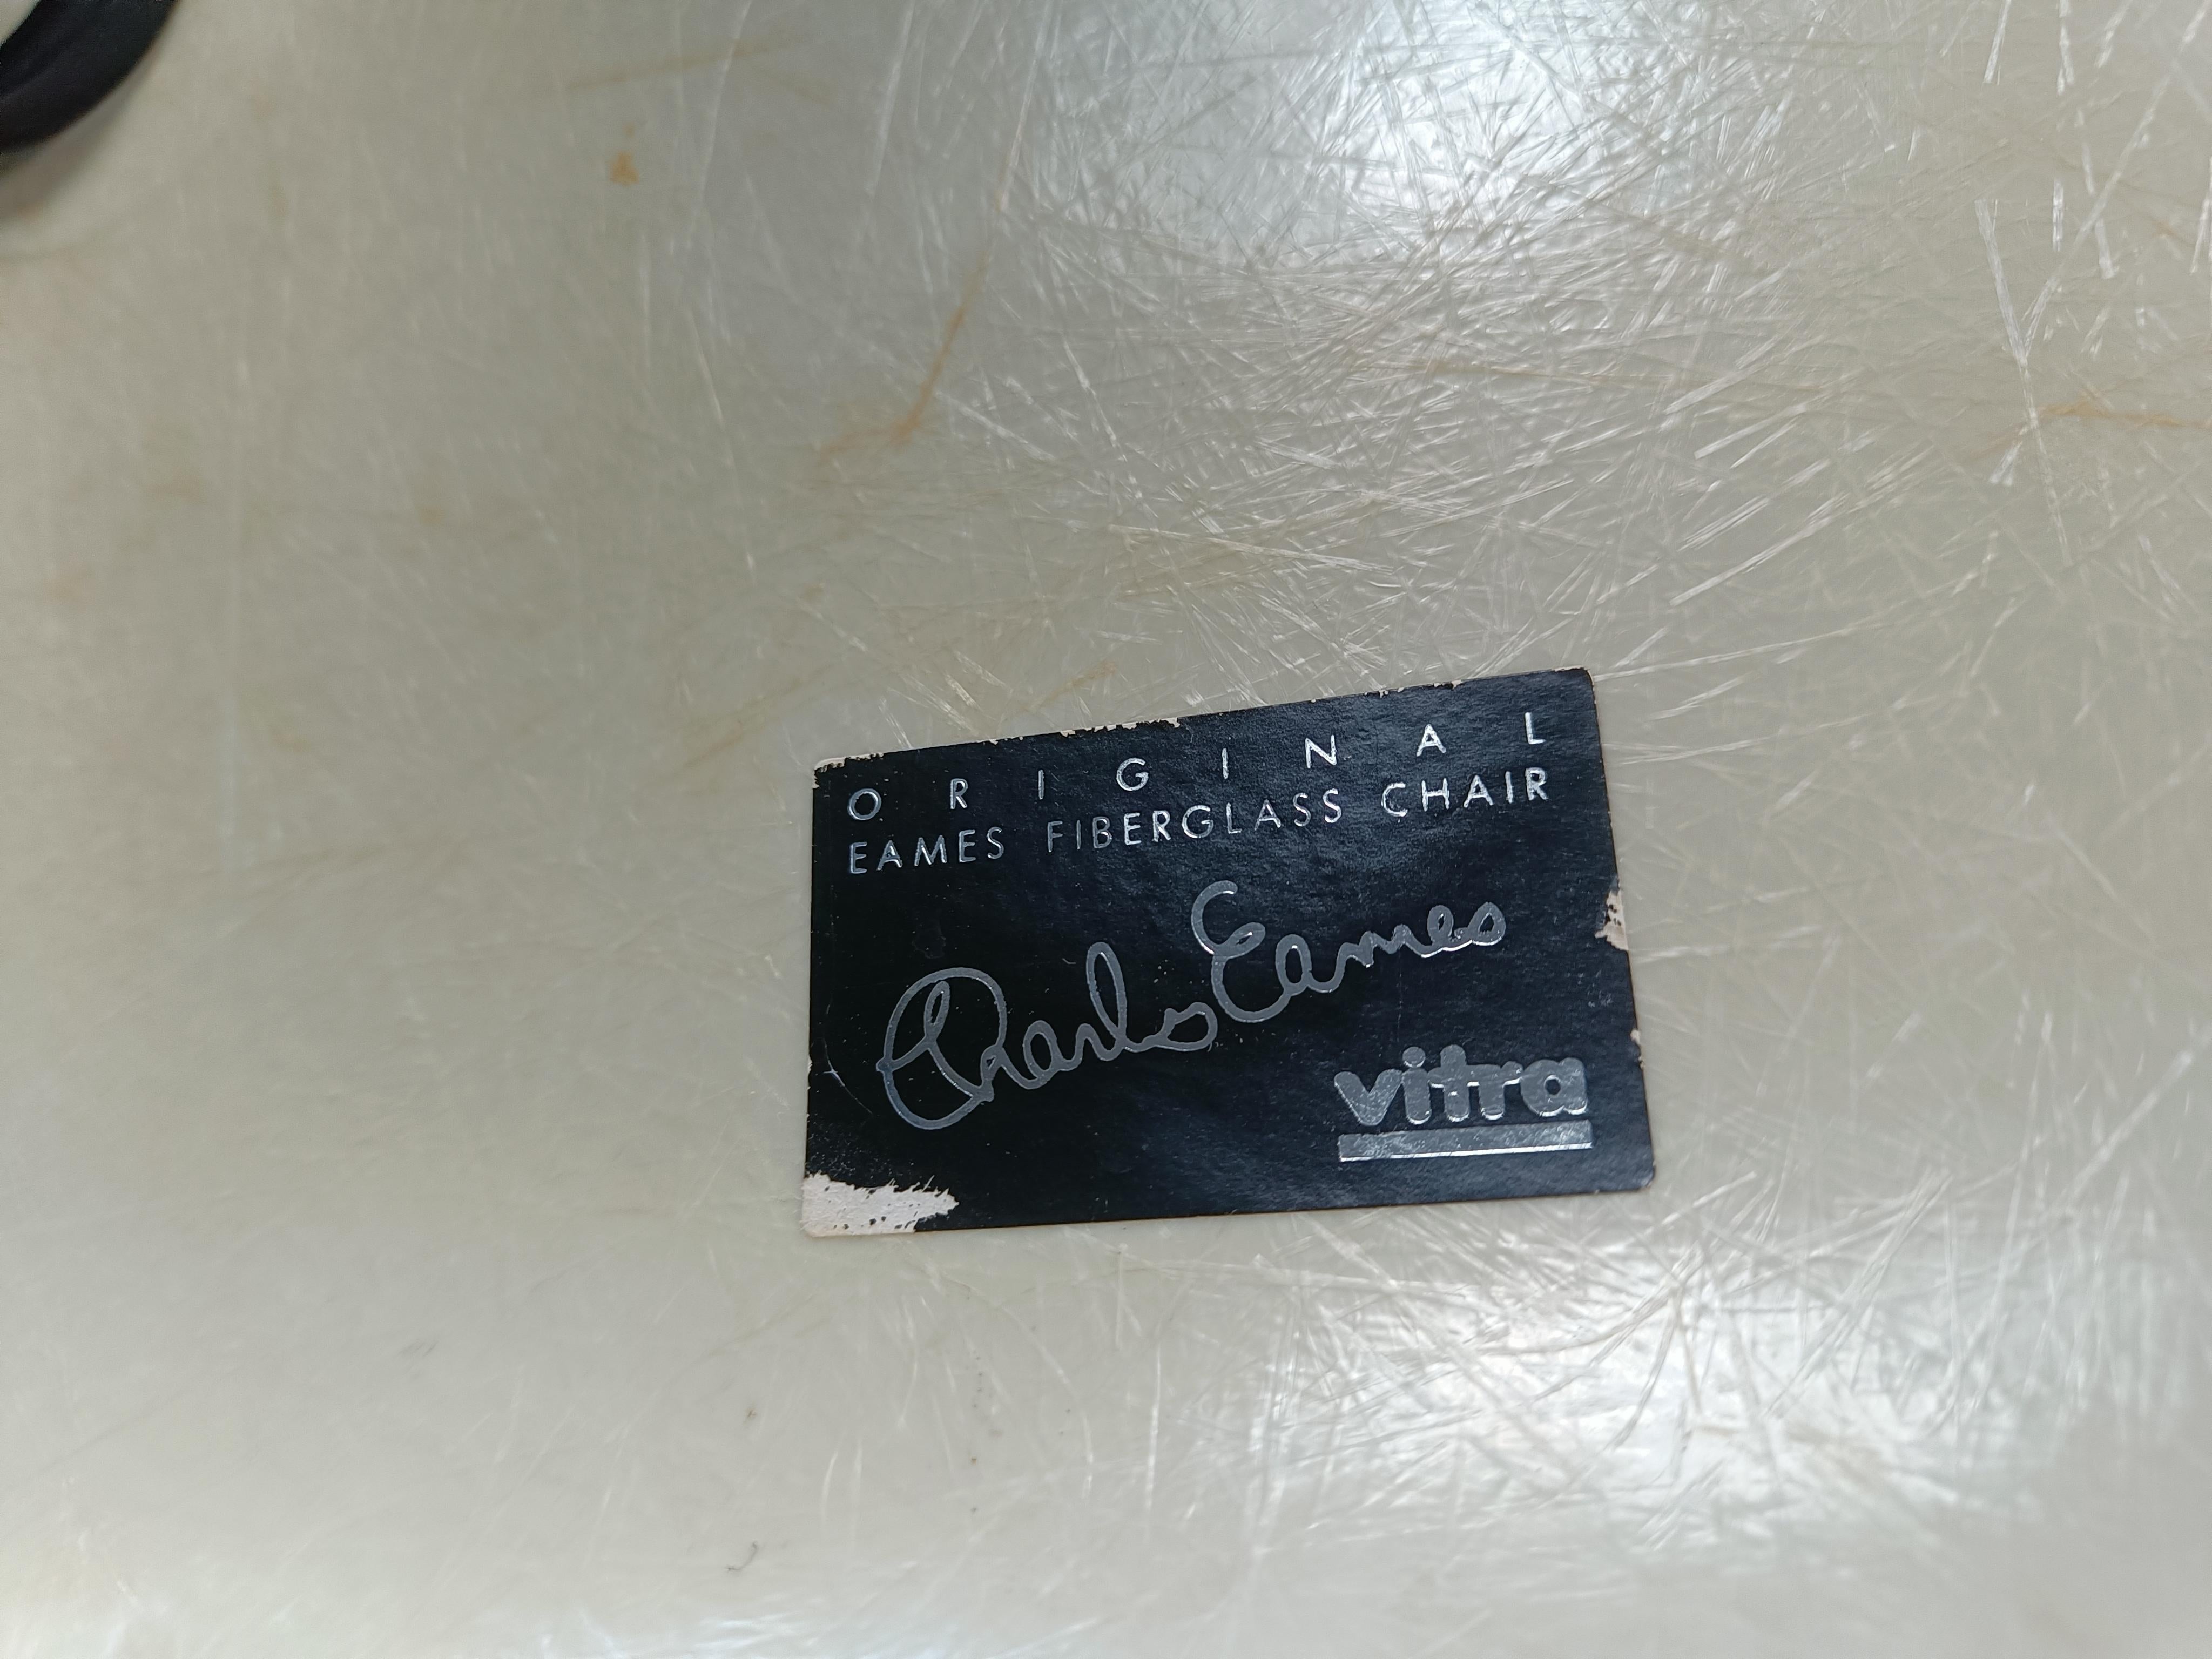 ORIGINAL
EAMES FIBERGLASS CHAIR
Charles Eames
vitra